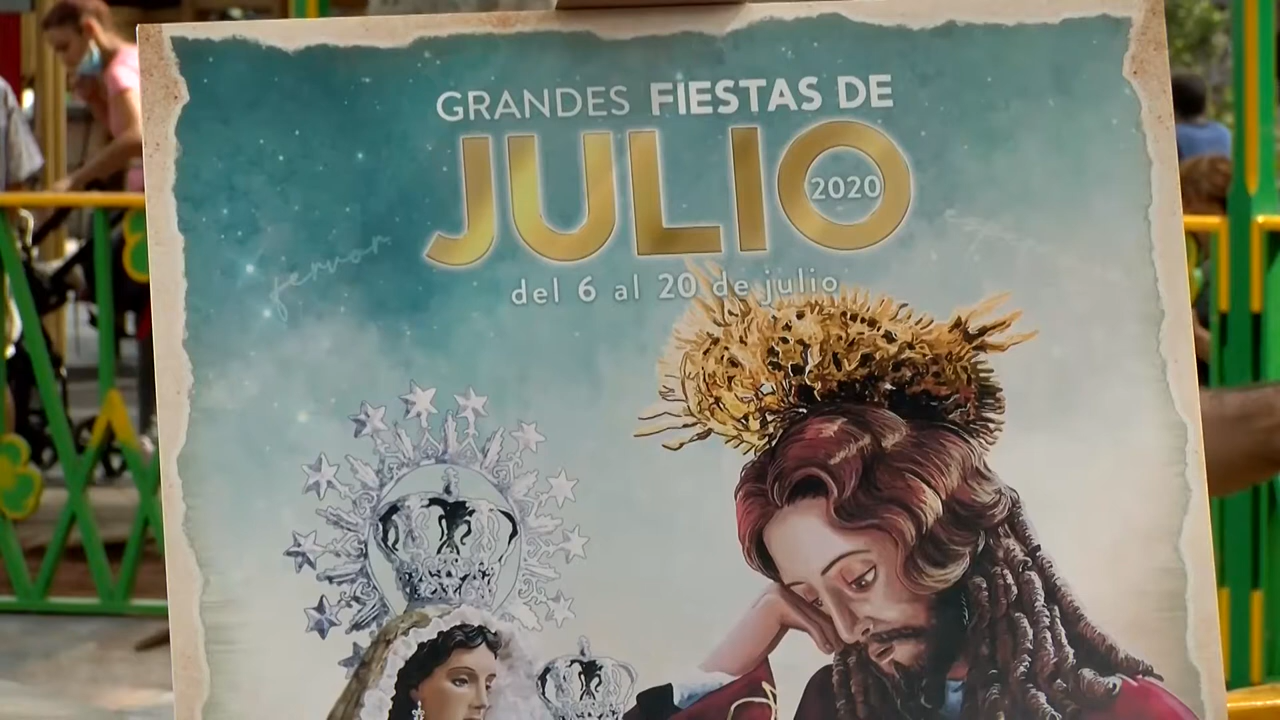 GRANDES FIESTAS DE
JULIO
2020
del 6 al 20 de julio
fervor